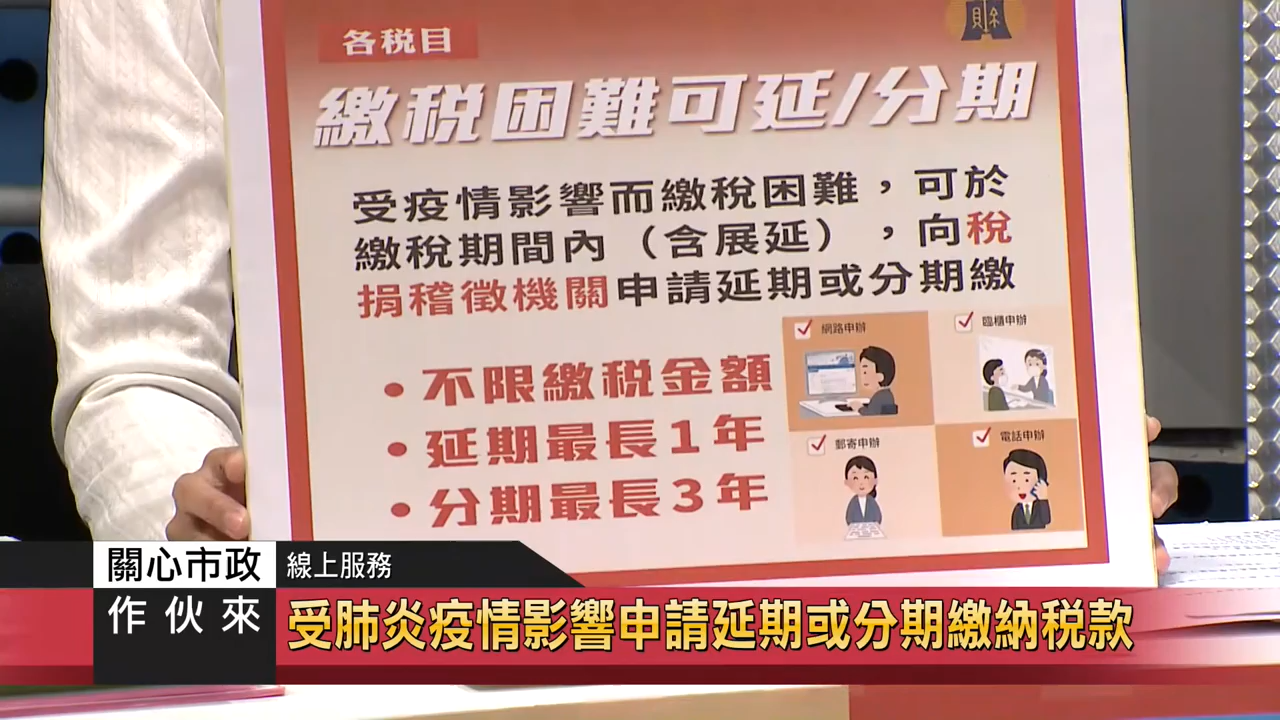 財
各稅目
繳稅困難可延/分期
受疫情影響而繳稅困難，可於
繳稅期間內（含展延），向稅
捐稽徵機關申請延期或分期繳
•不限繳稅金額
•延期最長1年
•分期最長3年
網路申辦
臨櫃申辦
郵寄申辦
電話申辦
關心市政
作伙來
線上服務
受肺炎疫情影響申請延期或分期繳納稅款